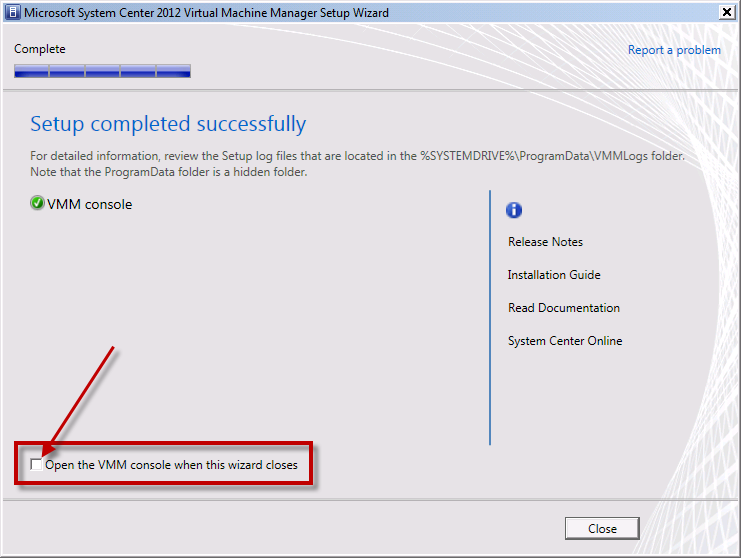 Microsoft System Center 2012 Virtual Machine Manager Setup Wizard
Complete
Report a problem
Setup completed successfully
For detailed information, review the Setup log files that are located in the %SYSTEMDRIVE%\ProgramData\VMMLogs folder.
Note that the ProgramData folder is a hidden folder.
VMM console
Release Notes
Installation Guide
Read Documentation
System Center Online
Open the VMM console when this wizard closes
Close